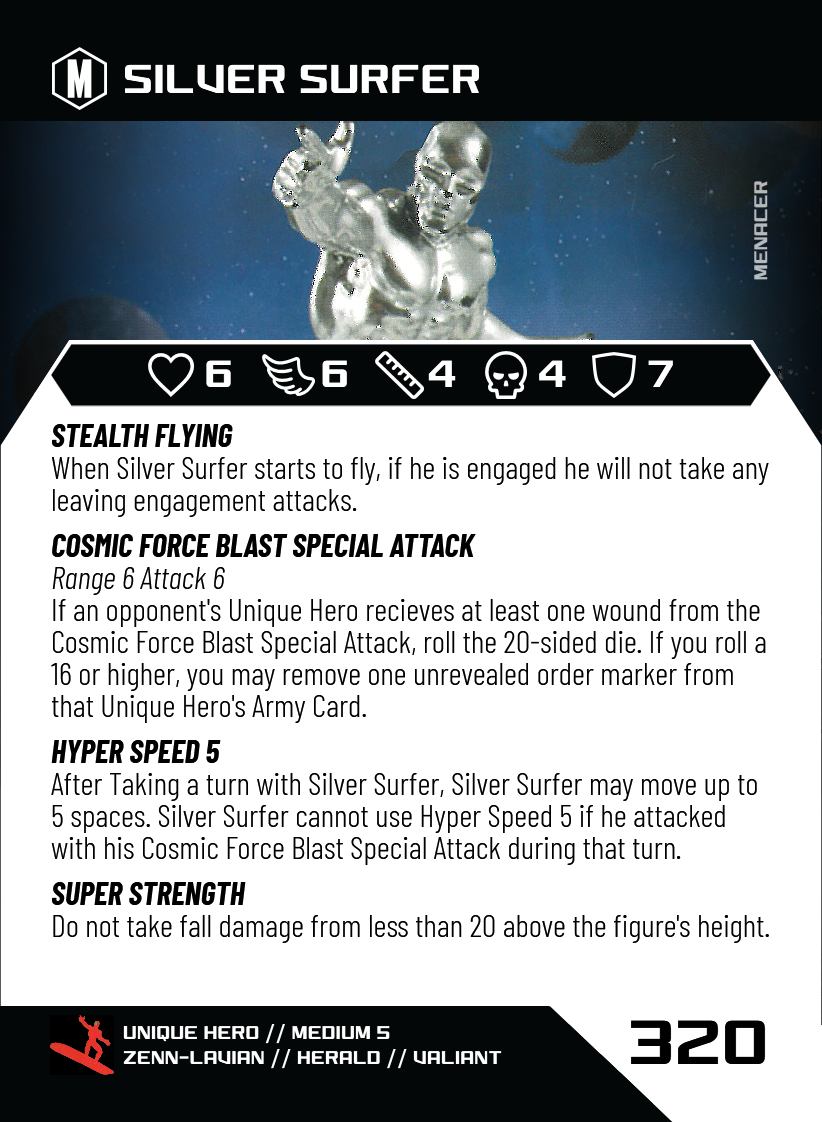 M SILVER SURFER
MENACER
6 6 4 4 7
STEALTH FLYING
When Silver Surfer starts to fly, if he is engaged he will not take any
leaving engagement attacks.
COSMIC FORCE BLAST SPECIAL ATTACK
Range 6 Attack 6
If an opponent's Unique Hero recieves at least one wound from the
Cosmic Force Blast Special Attack, roll the 20-sided die. If you roll a
16 or higher, you may remove one unrevealed order marker from
that Unique Hero's Army Card.
HYPER SPEED 5
After Taking a turn with Silver Surfer, Silver Surfer may move up to
5 spaces. Silver Surfer cannot use Hyper Speed 5 if he attacked
with his Cosmic Force Blast Special Attack during that turn.
SUPER STRENGTH
Do not take fall damage from less than 20 above the figure's height.
UNIQUE HERO // MEDIUM 5
ZENN-LAVIAN // HERALD // VALIANT
320